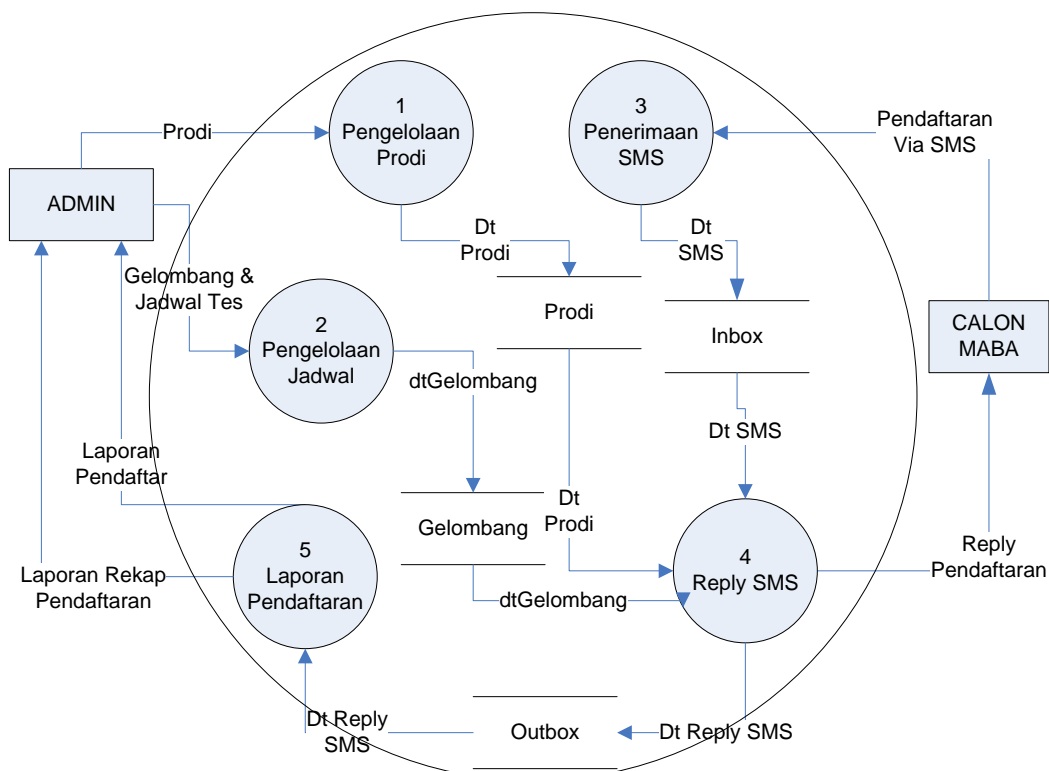 1
Pengelolaan
Prodi
3
Penerimaan
SMS
Prodi
Pendaftaran
Via SMS
ADMIN
Dt
Prodi
Dt
SMS
Gelombang &
Jadwal Tes
Prodi
Inbox
2
Pengelolaan
Jadwal
CALON
MABA
dtGelombang
Dt SMS
Laporan
Pendaftar
Dt
Prodi
Gelombang
5
Laporan
Pendaftaran
4
Reply SMS
Reply
Pendaftaran
Laporan Rekap
Pendaftaran
dtGelombang
Dt Reply
SMS
Outbox
Dt Reply SMS